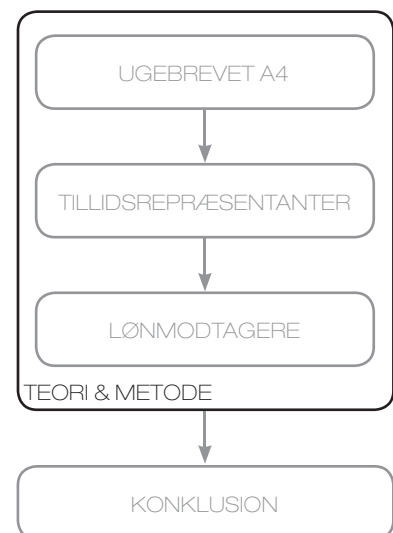 UGEBREVET A4
TILLIDSREPRÆSENTANTER
LØNMODTAGERE
TEORI & METODE
KONKLUSION